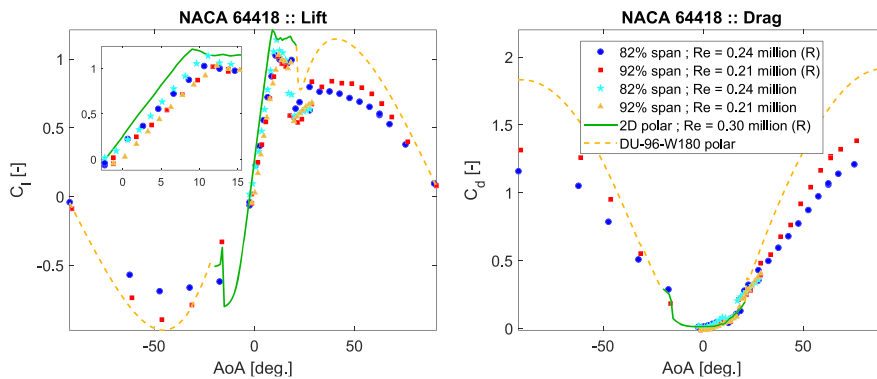 NACA 64418 :: Lift
1
0.5
0
-0.5
C_l [-]
-50
0
50
AoA [deg.]
1
0.5
0
0
5
10
15
NACA 64418 :: Drag
2
1.5
1
0.5
0
C_d [-]
-50
0
50
AoA [deg.]
82% span ; Re = 0.24 million (R)
92% span ; Re = 0.21 million (R)
82% span ; Re = 0.24 million
92% span ; Re = 0.21 million
2D polar ; Re = 0.30 million (R)
DU-96-W180 polar